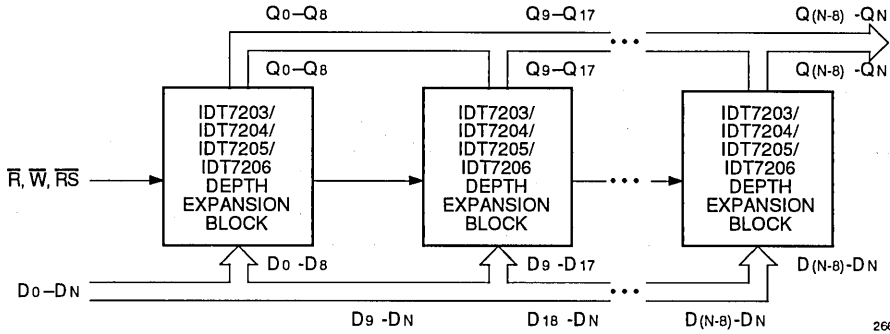 Q0–Q8 Q9–Q17 Q(N-8) -QN
Q0–Q8 Q9–Q17 Q(N-8) -QN
IDT7203/
IDT7204/
IDT7205/
IDT7206
DEPTH
EXPANSION
BLOCK
IDT7203/
IDT7204/
IDT7205/
IDT7206
DEPTH
EXPANSION
BLOCK
IDT7203/
IDT7204/
IDT7205/
IDT7206
DEPTH
EXPANSION
BLOCK
R̅, W̅, R̅S̅
D0 -D8 D9 -D17 D(N-8)-DN
D0–DN
D9 -DN D18 -DN D(N-8)-DN